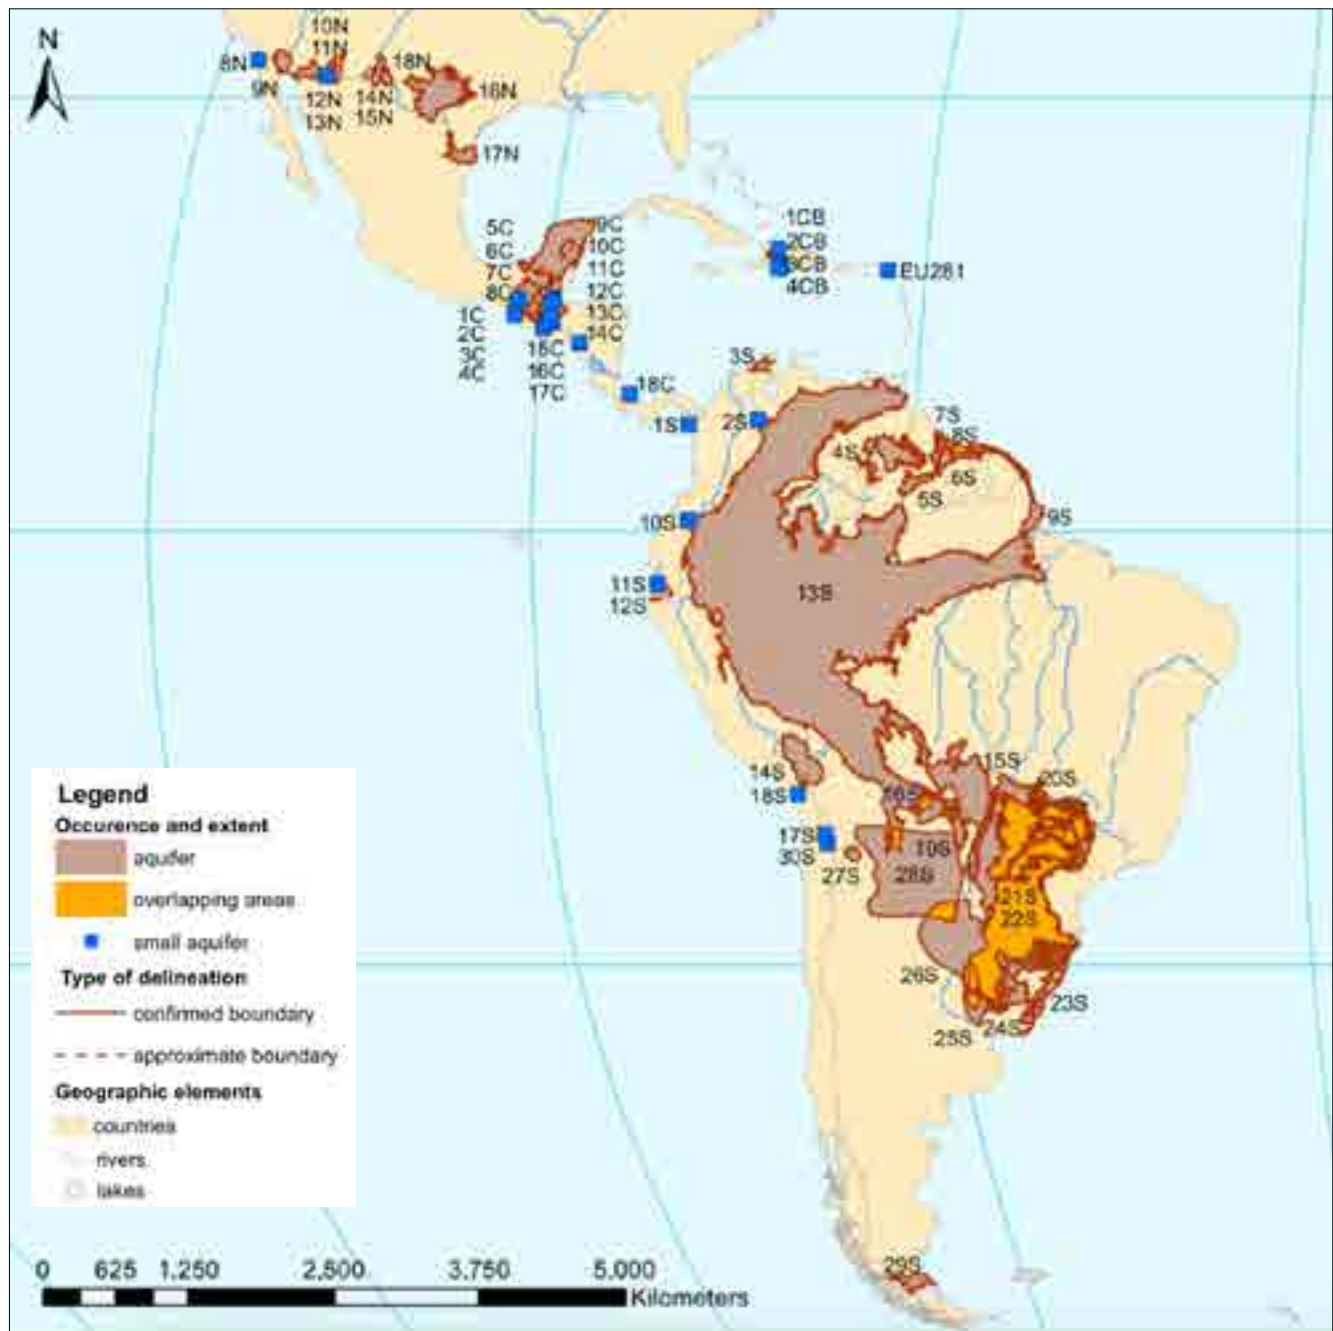 N
10N
11N
8N
9N
12N
13N
18N
14N
15N
16N
17N
5C
6C
7C
8C
1C
2C
3C
4C
9C
10C
11C
12C
13C
14C
15C
16C
17C
18C
1CB
2CB
3CB
4CB
EU281
3S
1S
2S
7S
8S
4S
6S
5S
9S
10S
11S
12S
13S
14S
18S
15S
20S
16S
17S
30S
27S
19S
28S
21S
22S
26S
23S
24S
25S
29S
Legend
Occurence and extent
aquifer
overlapping areas
small aquifer
Type of delineation
confirmed boundary
approximate boundary
Geographic elements
countries
rivers
lakes
0 625 1.250 2.500 3.750 5.000
Kilometers